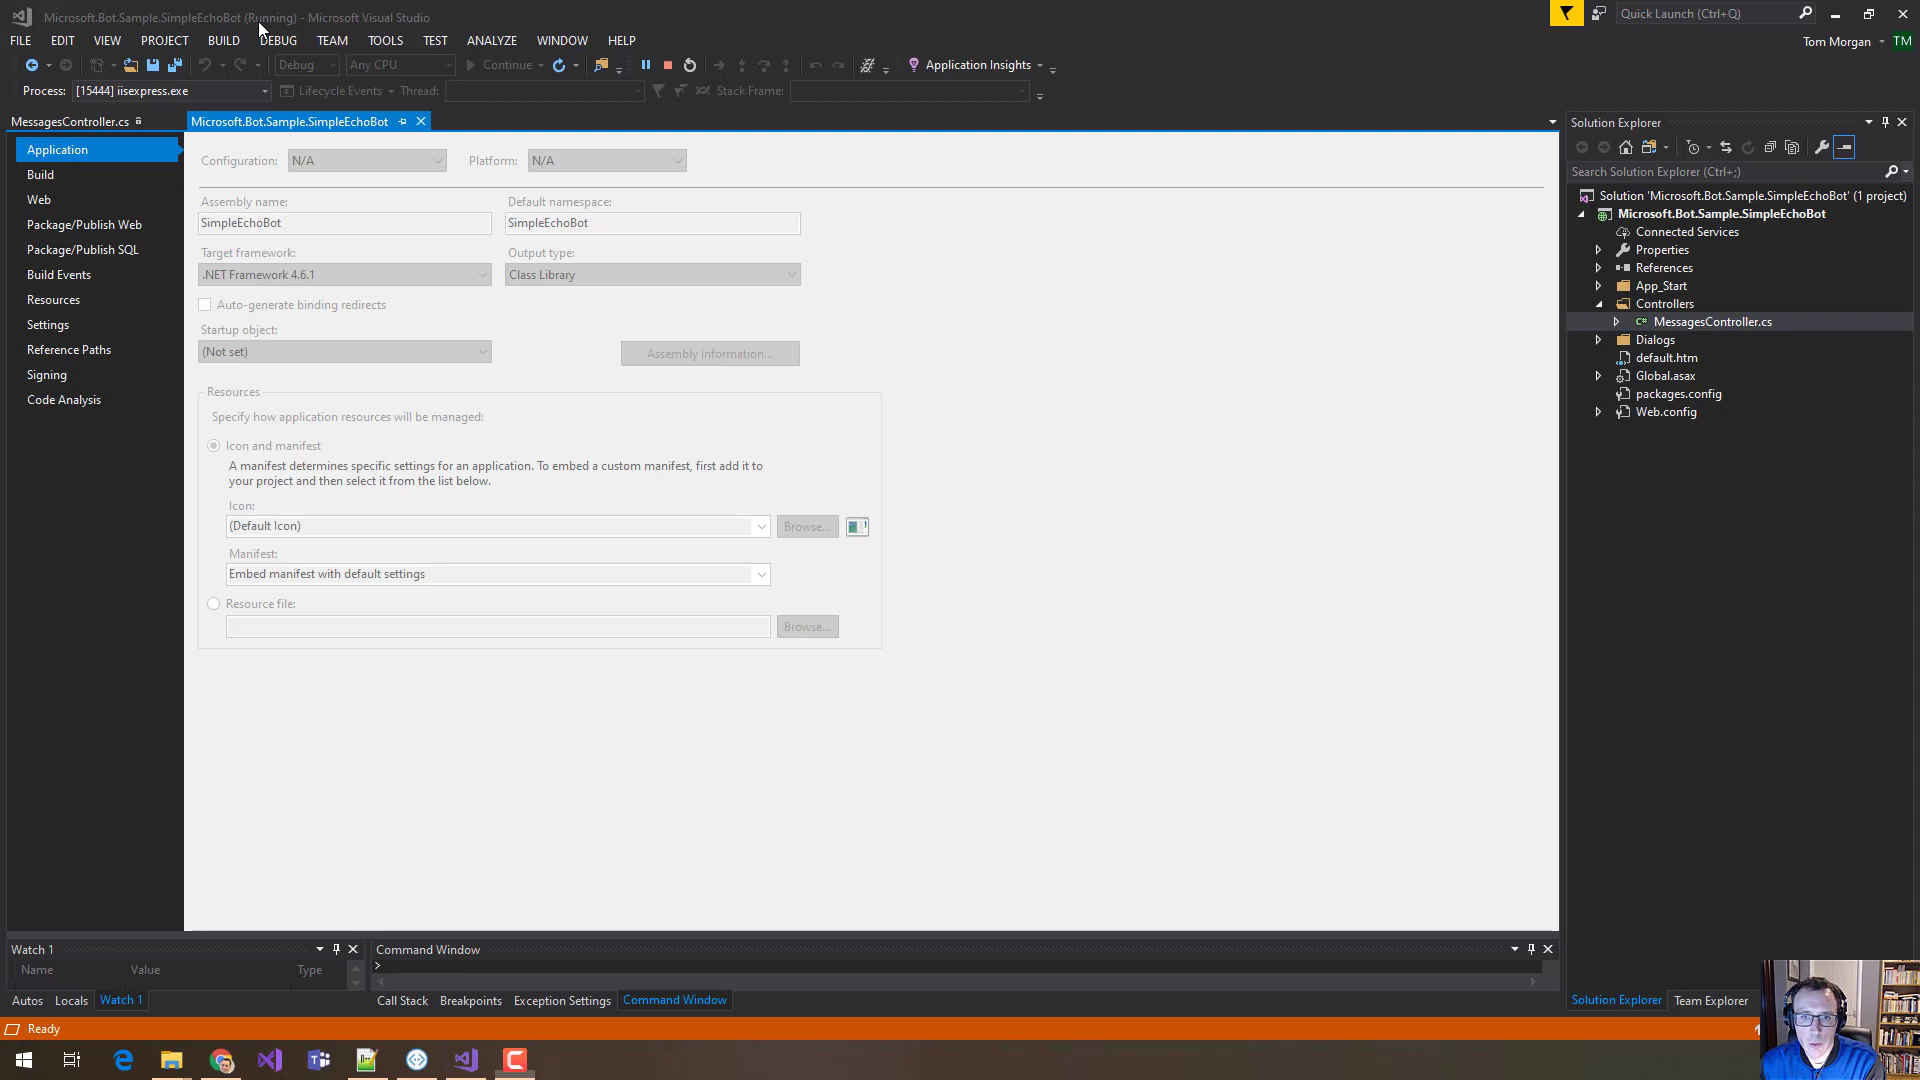 Microsoft.Bot.Sample.SimpleEchoBot (Running) - Microsoft Visual Studio
Quick Launch (Ctrl+Q)
FILE EDIT VIEW PROJECT BUILD DEBUG TEAM TOOLS TEST ANALYZE WINDOW HELP
Tom Morgan TM
Debug Any CPU Continue Application Insights
Process: [15444] iisexpress.exe Lifecycle Events Thread: Stack Frame:
MessagesController.cs Microsoft.Bot.Sample.SimpleEchoBot
Application
Build
Web
Package/Publish Web
Package/Publish SQL
Build Events
Resources
Settings
Reference Paths
Signing
Code Analysis
Configuration: N/A Platform: N/A
Assembly name: Default namespace:
SimpleEchoBot SimpleEchoBot
Target framework: Output type:
.NET Framework 4.6.1 Class Library
Auto-generate binding redirects
Startup object:
(Not set) Assembly Information...
Resources
Specify how application resources will be managed:
Icon and manifest
A manifest determines specific settings for an application. To embed a custom manifest, first add it to
your project and then select it from the list below.
Icon:
(Default Icon) Browse...
Manifest:
Embed manifest with default settings
Resource file:
Browse...
Solution Explorer
Search Solution Explorer (Ctrl+;)
Solution 'Microsoft.Bot.Sample.SimpleEchoBot' (1 project)
Microsoft.Bot.Sample.SimpleEchoBot
Connected Services
Properties
References
App_Start
Controllers
C# MessagesController.cs
Dialogs
default.htm
Global.asax
packages.config
Web.config
Watch 1
Name Value Type
Autos Locals Watch 1
Command Window
>
Call Stack Breakpoints Exception Settings Command Window
Solution Explorer Team Explorer
Ready